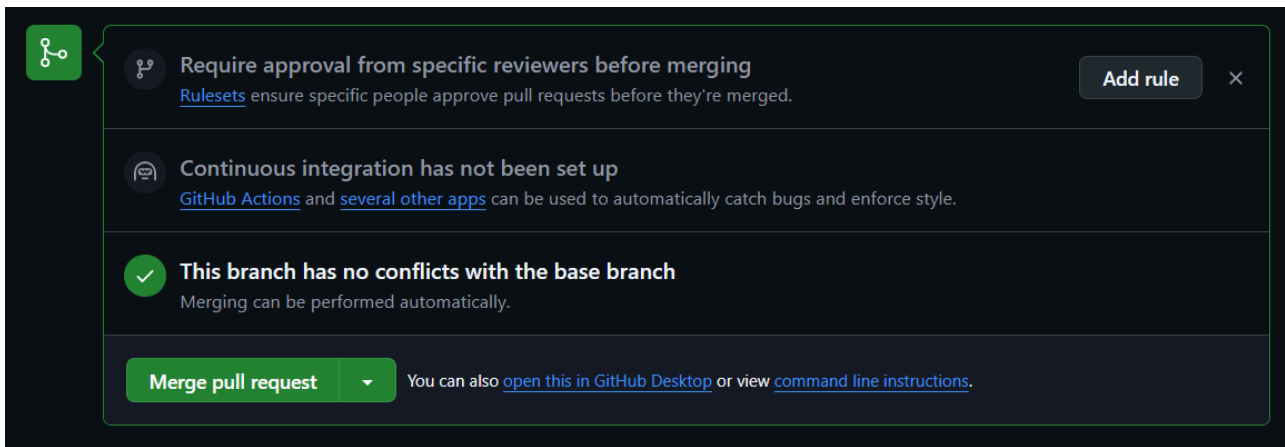 Require approval from specific reviewers before merging
Add rule
Rulesets ensure specific people approve pull requests before they're merged.
Continuous integration has not been set up
GitHub Actions and several other apps can be used to automatically catch bugs and enforce style.
This branch has no conflicts with the base branch
Merging can be performed automatically.
Merge pull request
You can also open this in GitHub Desktop or view command line instructions.